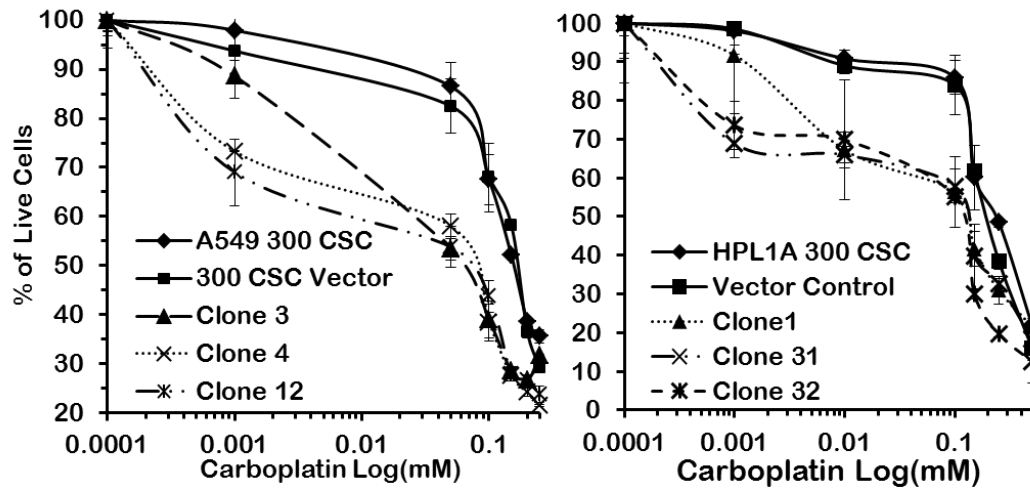 % of Live Cells
100
90
80
70
60
50
40
30
20
A549 300 CSC
300 CSC Vector
Clone 3
Clone 4
Clone 12
0.0001
0.001
0.01
0.1
Carboplatin Log(mM)
100
90
80
70
60
50
40
30
20
10
0
HPL1A 300 CSC
Vector Control
Clone1
Clone 31
Clone 32
0.0001
0.001
0.01
0.1
Carboplatin Log(mM)